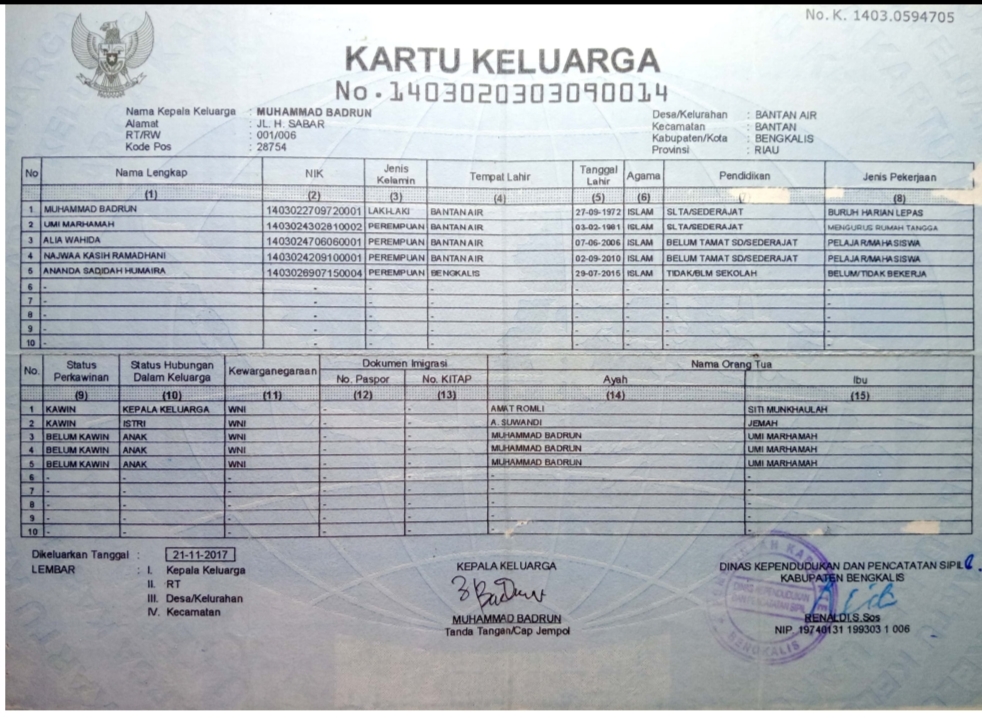 No. K. 1403.0594705
KARTU KELUARGA
No.1403020303090014
Nama Kepala Keluarga : MUHAMMAD BADRUN
Alamat : JL. H. SABAR
RT/RW : 001/006
Kode Pos : 28754
Desa/Kelurahan : BANTAN AIR
Kecamatan : BANTAN
Kabupaten/Kota : BENGKALIS
Provinsi : RIAU
No Nama Lengkap NIK Jenis Kelamin Tempat Lahir Tanggal Lahir Agama Pendidikan Jenis Pekerjaan
(1) (2) (3) (4) (5) (6) (8)
1 MUHAMMAD BADRUN 1403022709720001 LAKI-LAKI BANTAN AIR 27-09-1972 ISLAM SLTA/SEDERAJAT BURUH HARIAN LEPAS
2 UMI MARHAMAH 1403024302810002 PEREMPUAN BANTAN AIR 03-02-1981 ISLAM SLTA/SEDERAJAT MENGURUS RUMAH TANGGA
3 ALIA WAHIDA 1403024706060001 PEREMPUAN BANTAN AIR 07-06-2006 ISLAM BELUM TAMAT SD/SEDERAJAT PELAJAR/MAHASISWA
4 NAJWAA KASIH RAMADHANI 1403024209100001 PEREMPUAN BANTAN AIR 02-09-2010 ISLAM BELUM TAMAT SD/SEDERAJAT PELAJAR/MAHASISWA
5 ANANDA SAQIDAH HUMAIRA 1403026907150004 PEREMPUAN BENGKALIS 29-07-2015 ISLAM TIDAK/BLM SEKOLAH BELUM/TIDAK BEKERJA
6 - - - - - - - -
7 - - - - - - - -
8 - - - - - - - -
9 - - - - - - - -
10 - - - - - - - -
No. Status Perkawinan Status Hubungan Dalam Keluarga Kewarganegaraan Dokumen Imigrasi Nama Orang Tua
No. Paspor No. KITAP Ayah Ibu
(9) (10) (11) (12) (13) (14) (15)
1 KAWIN KEPALA KELUARGA WNI - - AMAT ROMLI SITI MUNKHAULAH
2 KAWIN ISTRI WNI - - A. SUWANDI JEMAH
3 BELUM KAWIN ANAK WNI - - MUHAMMAD BADRUN UMI MARHAMAH
4 BELUM KAWIN ANAK WNI - - MUHAMMAD BADRUN UMI MARHAMAH
5 BELUM KAWIN ANAK WNI - - MUHAMMAD BADRUN UMI MARHAMAH
6 - - - - - - -
7 - - - - - - -
8 - - - - - - -
9 - - - - - - -
10 - - - - - - -
Dikeluarkan Tanggal : 21-11-2017
LEMBAR : I. Kepala Keluarga
II. RT
III. Desa/Kelurahan
IV. Kecamatan
KEPALA KELUARGA
MUHAMMAD BADRUN
Tanda Tangan/Cap Jempol
DINAS KEPENDUDUKAN DAN PENCATATAN SIPIL
KABUPATEN BENGKALIS
RENALDI.S.Sos
NIP. 19740131 199303 1 006
BENGKALIS